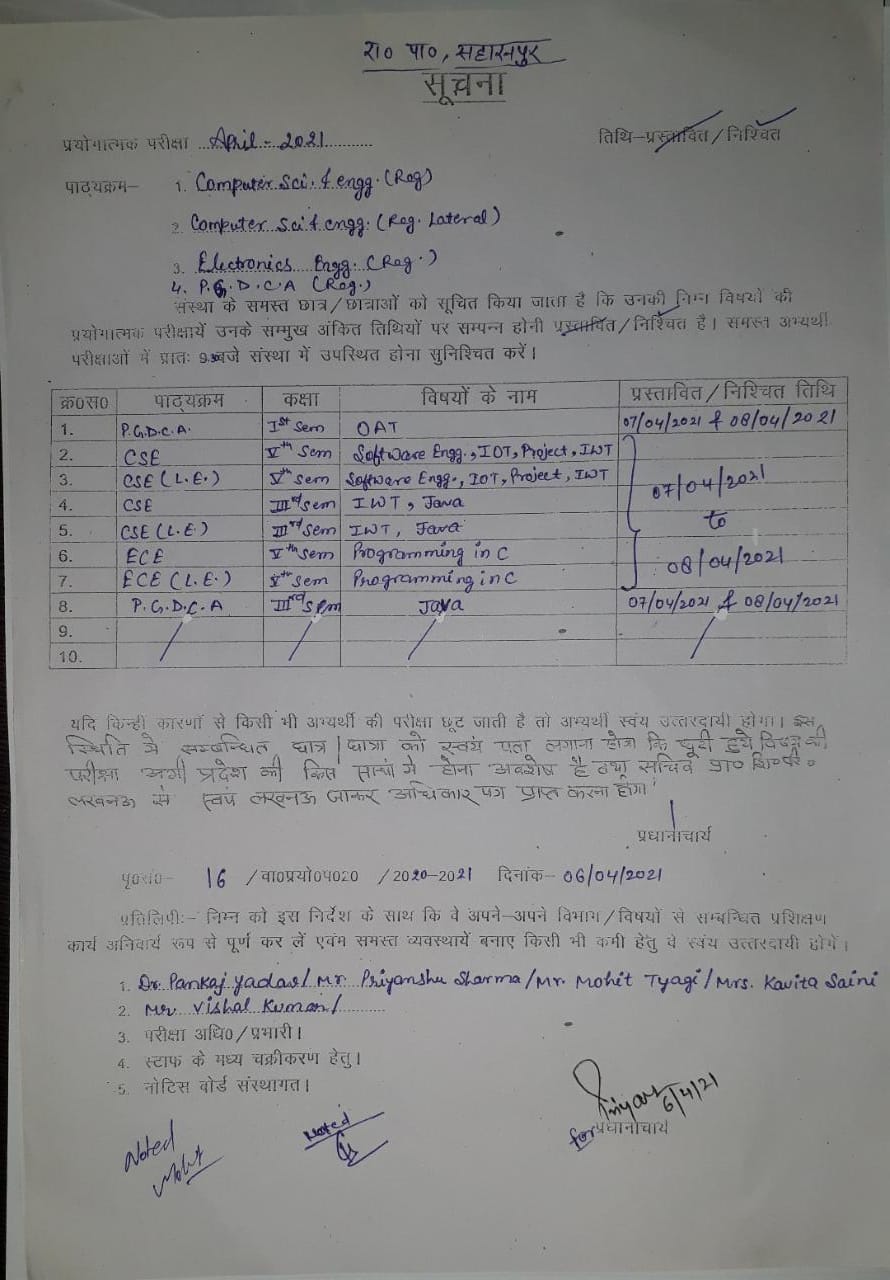 रा० पा०, सहारनपुर
सूचना
प्रयोगात्मक परीक्षा ...April - 2021...........
तिथि-प्रस्तावित/निश्चित
पाठ्यक्रम- 1. Computer Sci. & engg. (Reg)
2. Computer Sci & engg. (Reg. Lateral)
3. Electronics Engg. (Reg.)
4. P.G.D.C.A (Reg.)
संस्था के समस्त छात्र/छात्राओं को सूचित किया जाता है कि उनकी निम्न विषयों की
प्रयोगात्मक परीक्षायें उनके सम्मुख अंकित तिथियों पर सम्पन्न होनी प्रस्तावित/निश्चित है। समस्त अभ्यर्थी
परीक्षाओं में प्रातः बजे संस्था में उपस्थित होना सुनिश्चित करें।
क्र०स० पाठ्यक्रम कक्षा विषयों के नाम प्रस्तावित/निश्चित तिथि
1. P.G.D.C.A. Ist Sem OAT 07/04/2021 & 08/04/2021
2. CSE Vth Sem Software Engg., IOT, Project, IWT
3. CSE (L.E.) Vth Sem Software Engg., IOT, Project, IWT
4. CSE IIIrd Sem IWT, Java 07/04/2021
5. CSE (L.E.) IIIrd Sem IWT, Java to
6. ECE Vth Sem Programming in C 08/04/2021
7. ECE (L.E.) Vth Sem Programming in C
8. P.G.D.C.A IIIrd Sem Java 07/04/2021 & 08/04/2021
9.
10.
यदि किन्ही कारणों से किसी भी अभ्यर्थी की परीक्षा छूट जाती है तो अभ्यर्थी स्वंय उत्तरदायी होगा। इस
स्थिति में सम्बन्धित छात्र/छात्रा को स्वयं पता लगाना होगा कि छूटी हुये विषय की
परीक्षा अभी प्रदेश की किस संस्था में होना अवशेष है तथा सचिव प्रा० शि० परि०
लखनऊ से स्वयं लखनऊ जाकर अधिकार पत्र प्राप्त करना होगा।
प्रधानाचार्य
पृ०सं०- 16 /वा०प्रयो०प०20 /2020-2021 दिनांक- 06/04/2021
प्रतिलिपी:- निम्न को इस निर्देश के साथ कि वे अपने-अपने विभाग/विषयों से सम्बन्धित प्रशिक्षण
कार्य अनिवार्य रूप से पूर्ण कर लें एवंम समस्त व्यवस्थायें बनाए किसी भी कमी हेतु वे स्वंय उत्तरदायी होगें।
1. Dr. Pankaj Yadav/Mr. Priyanshu Sharma/Mr. Mohit Tyagi/Mrs. Kavita Saini
2. Mr Vishal Kumar/
3. परीक्षा अधि०/प्रभारी।
4. स्टाफ के मध्य चक्रीकरण हेतु।
5. नोटिस बोर्ड संस्थागत।
6/4/21
for प्रधानाचार्य
Noted
Mohit
Noted